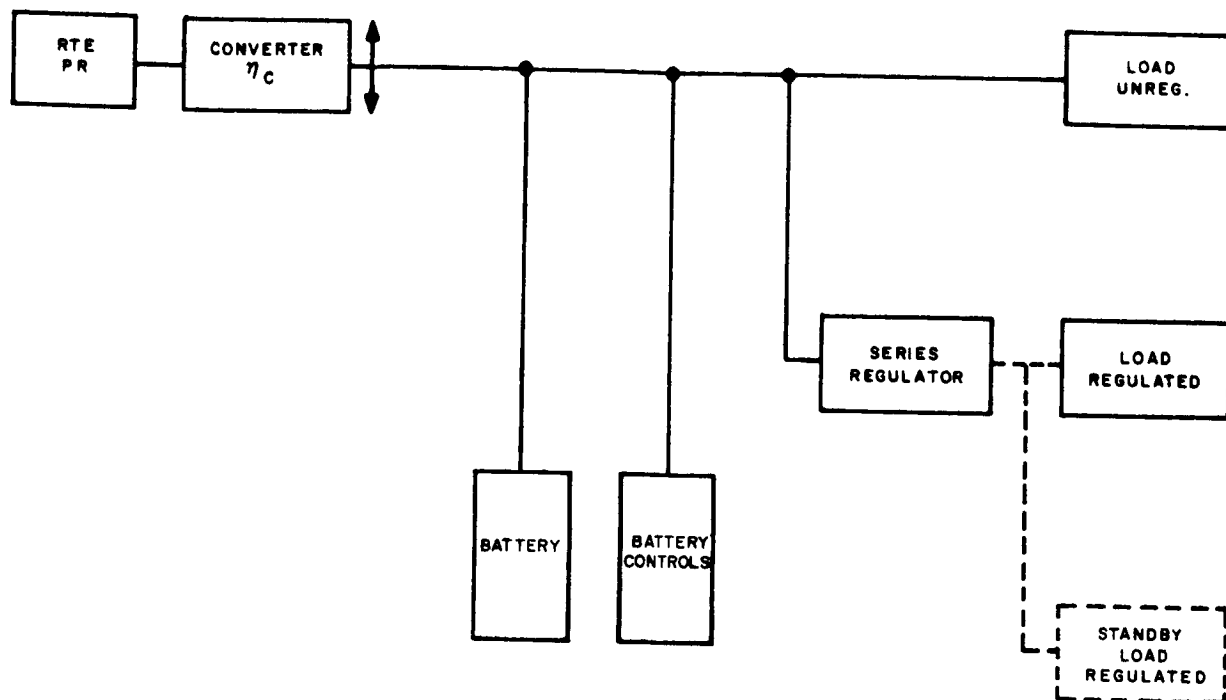 RTE
PR
CONVERTER
ηC
LOAD
UNREG.
SERIES
REGULATOR
LOAD
REGULATED
BATTERY
BATTERY
CONTROLS
STANDBY
LOAD
REGULATED